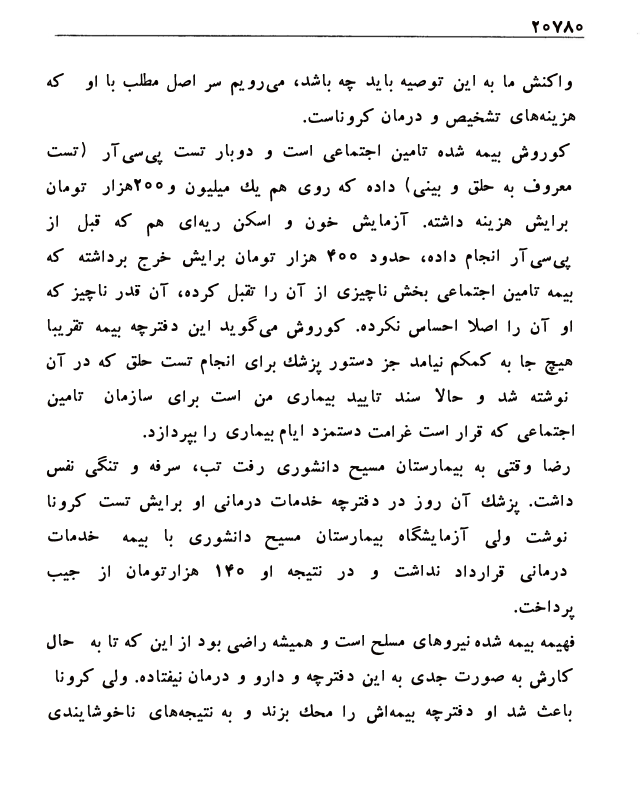 ۲۰۷۸۰
واکنش ما به این توصیه باید چه باشد، می‌رویم سر اصل مطلب با او که
هزینه‌های تشخیص و درمان کروناست.
کوروش بیمه شده تامین اجتماعی است و دوبار تست پی‌سی‌آر (تست
معروف به حلق و بینی) داده که روی هم یك میلیون و۲۰۰هزار تومان
برایش هزینه داشته. آزمایش خون و اسکن ریه‌ای هم که قبل از
پی‌سی‌آر انجام داده، حدود ۴۰۰ هزار تومان برایش خرج برداشته که
بیمه تامین اجتماعی بخش ناچیزی از آن را تقبل کرده، آن قدر ناچیز که
او آن را اصلا احساس نکرده. کوروش می‌گوید این دفترچه بیمه تقریبا
هیچ جا به کمکم نیامد جز دستور پزشك برای انجام تست حلق که در آن
نوشته شد و حالا سند تایید بیماری من است برای سازمان تامین
اجتماعی که قرار است غرامت دستمزد ایام بیماری را بپردازد.
رضا وقتی به بیمارستان مسیح دانشوری رفت تب، سرفه و تنگی نفس
داشت. پزشك آن روز در دفترچه خدمات درمانی او برایش تست کرونا
نوشت ولی آزمایشگاه بیمارستان مسیح دانشوری با بیمه خدمات
درمانی قرارداد نداشت و در نتیجه او ۱۴۰ هزارتومان از جیب
پرداخت.
فهیمه بیمه شده نیروهای مسلح است و همیشه راضی بود از این که تا به حال
کارش به صورت جدی به این دفترچه و دارو و درمان نیفتاده. ولی کرونا
باعث شد او دفترچه بیمه‌اش را محك بزند و به نتیجه‌های ناخوشایندی